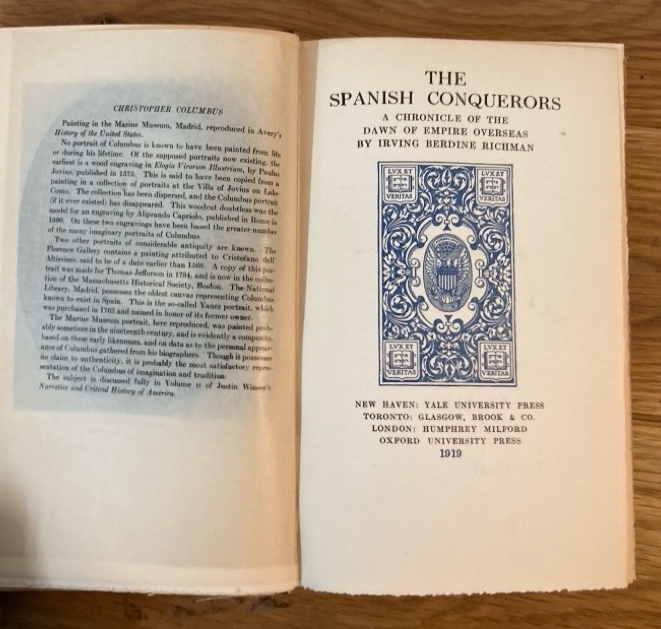 CHRISTOPHER COLUMBUS
Painting in the Marine Museum, Madrid, reproduced in Avery's
History of the United States.
No portrait of Columbus is known to have been painted from life
or during his lifetime. Of the supposed portraits now existing, the
earliest is a wood engraving in Elogia Virorum Illustrium, by Paulus
Jovius, published in 1575. This is said to have been copied from a
painting in a collection of portraits at the Villa of Jovius on Lake
Como. The collection has been dispersed, and the Columbus portrait
(if it ever existed) has disappeared. This woodcut doubtless was the
model for an engraving by Aliprando Capriolo, published in Rome in
1596. On these two engravings have been based the greater number
of the many imaginary portraits of Columbus.
Two other portraits of considerable antiquity are known. The
Florence Gallery contains a painting attributed to Cristofano dell'
Altissimo, said to be of a date earlier than 1568. A copy of this por-
trait was made for Thomas Jefferson in 1784, and is now in the collec-
tion of the Massachusetts Historical Society, Boston. The National
Library, Madrid, possesses the oldest canvas representing Columbus
known to exist in Spain. This is the so-called Yanez portrait, which
was purchased in 1763 and named in honor of its former owner.
The Marine Museum portrait, here reproduced, was painted prob-
ably sometime in the nineteenth century, and is evidently a composite,
based on these early likenesses, and on data as to the personal appear-
ance of Columbus gathered from his biographers. Though it possesses
no claim to authenticity, it is probably the most satisfactory repre-
sentation of the Columbus of imagination and tradition.
The subject is discussed fully in Volume II of Justin Winsor's
Narrative and Critical History of America.
THE
SPANISH CONQUERORS
A CHRONICLE OF THE
DAWN OF EMPIRE OVERSEAS
BY IRVING BERDINE RICHMAN
LVX ET
VERITAS
LVX ET
VERITAS
LVX ET
VERITAS
LVX ET
VERITAS
NEW HAVEN: YALE UNIVERSITY PRESS
TORONTO: GLASGOW, BROOK & CO.
LONDON: HUMPHREY MILFORD
OXFORD UNIVERSITY PRESS
1919